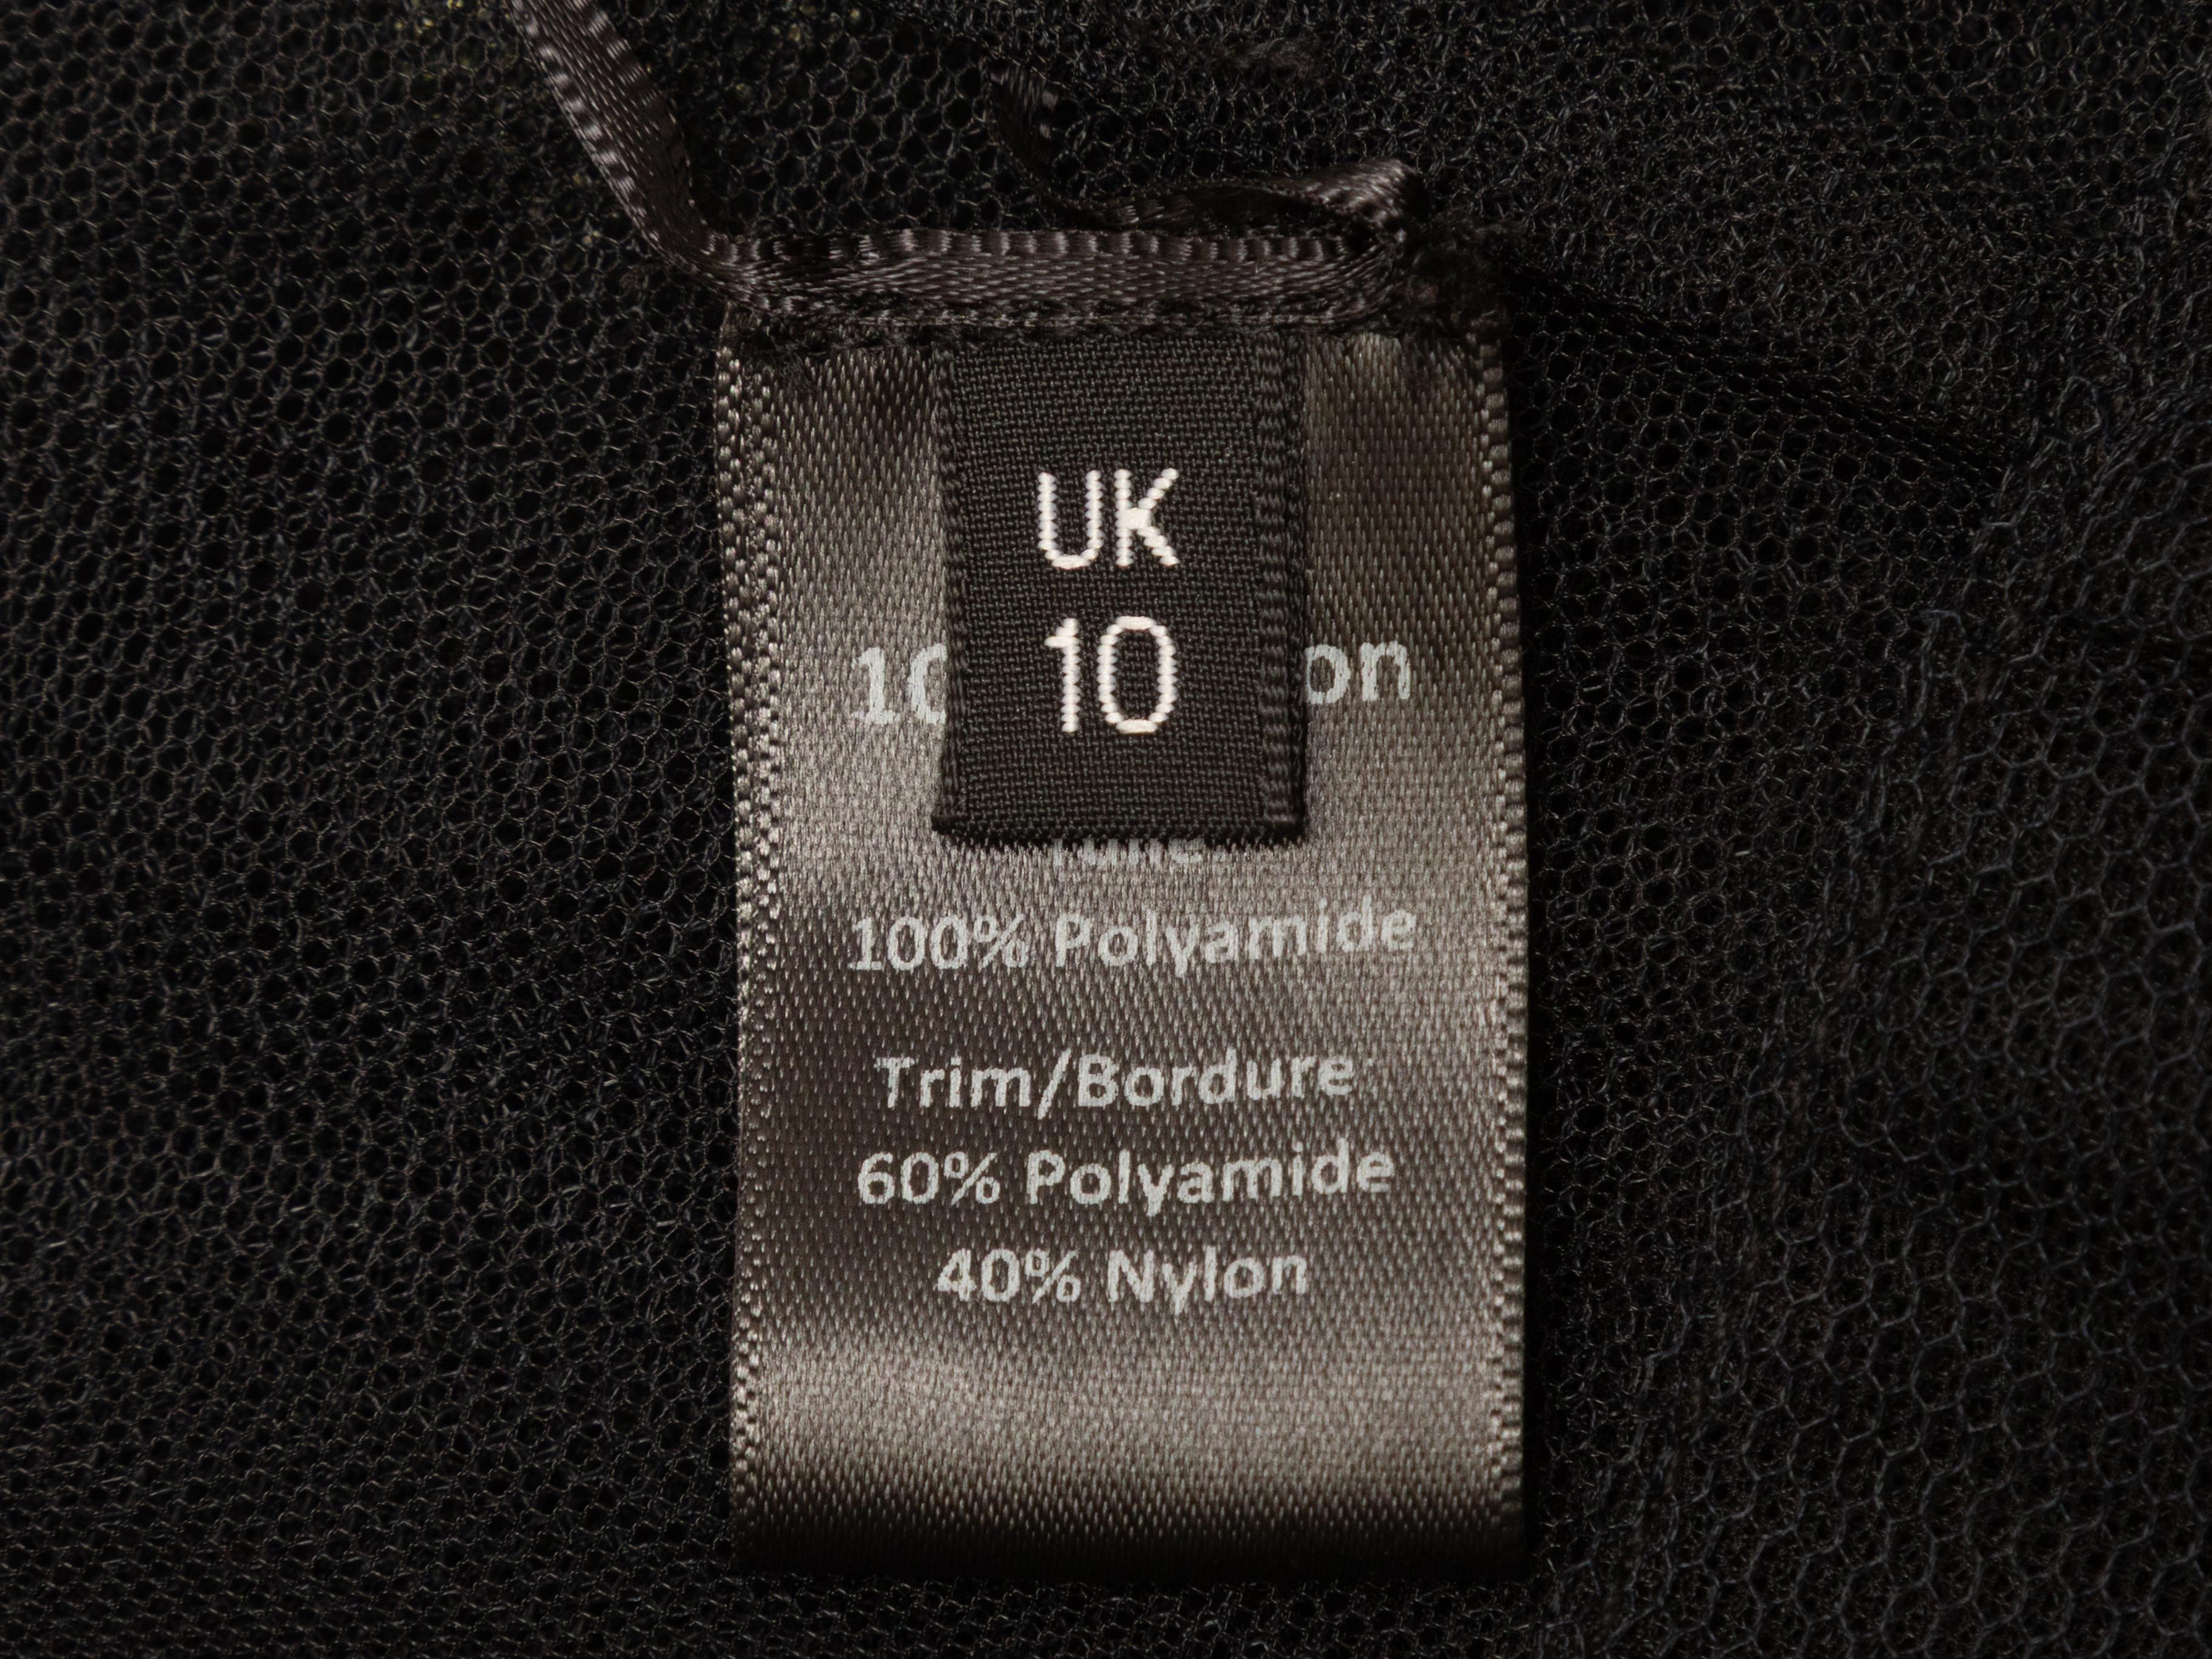 UK
10
100% Polyamide
Trim/Bordure
60% Polyamide
40% Nylon